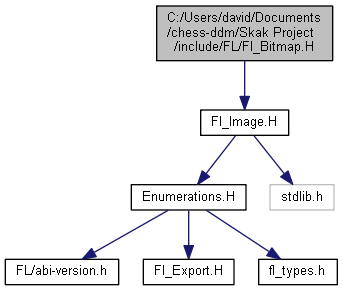 C:/Users/david/Documents
/chess-ddm/Skak Project
/include/FL/Fl_Bitmap.H
Fl_Image.H
Enumerations.H
stdlib.h
FL/abi-version.h
Fl_Export.H
fl_types.h